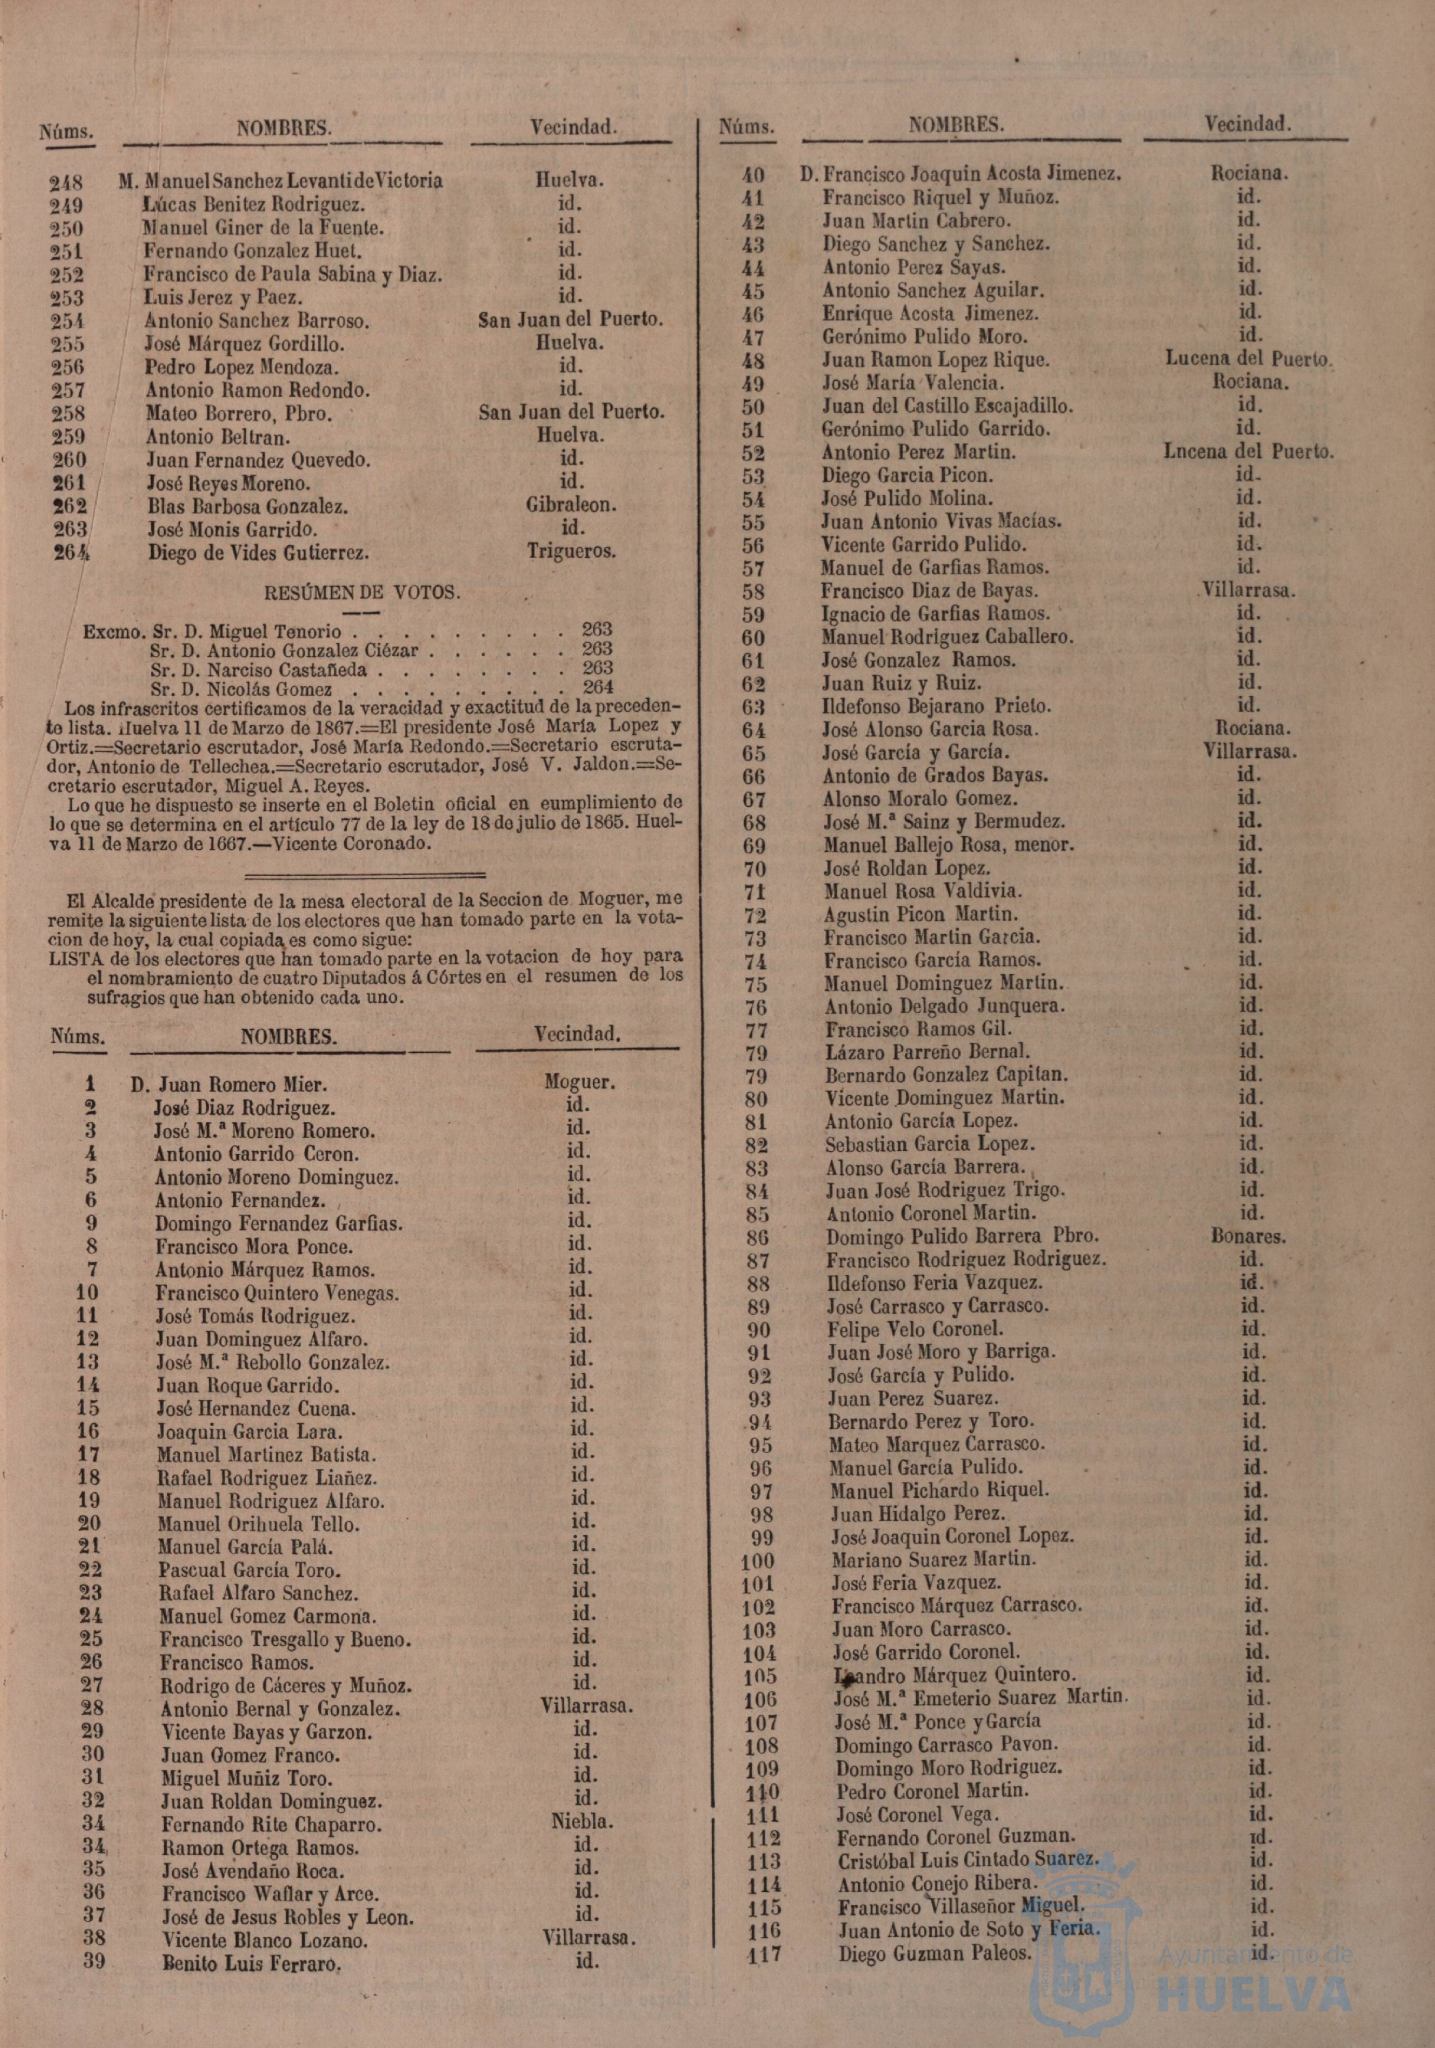 Núms. NOMBRES. Vecindad.
248 M. Manuel Sanchez Levanti de Victoria Huelva.
249 Lúcas Benitez Rodriguez. id.
250 Manuel Giner de la Fuente. id.
251 Fernando Gonzalez Huet. id.
252 Francisco de Paula Sabina y Diaz. id.
253 Luis Jerez y Paez. id.
254 Antonio Sanchez Barroso. San Juan del Puerto.
255 José Márquez Gordillo. Huelva.
256 Pedro Lopez Mendoza. id.
257 Antonio Ramon Redondo. id.
258 Mateo Borrero, Pbro. San Juan del Puerto.
259 Antonio Beltran. Huelva.
260 Juan Fernandez Quevedo. id.
261 José Reyes Moreno. id.
262 Blas Barbosa Gonzalez. Gibraleon.
263 José Monis Garrido. id.
264 Diego de Vides Gutierrez. Trigueros.
RESÚMEN DE VOTOS.
Excmo. Sr. D. Miguel Tenorio . . . . . . . . . 263
Sr. D. Antonio Gonzalez Ciézar . . . . . . 263
Sr. D. Narciso Castañeda . . . . . . . . 263
Sr. D. Nicolás Gomez . . . . . . . . . 264
Los infrascritos certificamos de la veracidad y exactitud de la preceden-
te lista. Huelva 11 de Marzo de 1867.=El presidente José María Lopez y
Ortiz.=Secretario escrutador, José María Redondo.=Secretario escruta-
dor, Antonio de Tellechea.=Secretario escrutador, José V. Jaldon.=Se-
cretario escrutador, Miguel A. Reyes.
Lo que he dispuesto se inserte en el Boletin oficial en eumplimiento de
lo que se determina en el artículo 77 de la ley de 18 de julio de 1865. Huel-
va 11 de Marzo de 1667.—Vicente Coronado.
El Alcalde presidente de la mesa electoral de la Seccion de Moguer, me
remite la siguiente lista de los electores que han tomado parte en la vota-
cion de hoy, la cual copiada es como sigue:
LISTA de los electores que han tomado parte en la votacion de hoy para
el nombramiento de cuatro Diputados á Córtes en el resumen de los
sufragios que han obtenido cada uno.
Núms. NOMBRES. Vecindad.
1 D. Juan Romero Mier. Moguer.
2 José Diaz Rodriguez. id.
3 José M.ª Moreno Romero. id.
4 Antonio Garrido Ceron. id.
5 Antonio Moreno Dominguez. id.
6 Antonio Fernandez. id.
9 Domingo Fernandez Garfias. id.
8 Francisco Mora Ponce. id.
7 Antonio Márquez Ramos. id.
10 Francisco Quintero Venegas. id.
11 José Tomás Rodriguez. id.
12 Juan Dominguez Alfaro. id.
13 José M.ª Rebollo Gonzalez. id.
14 Juan Roque Garrido. id.
15 José Hernandez Cuena. id.
16 Joaquin Garcia Lara. id.
17 Manuel Martinez Batista. id.
18 Rafael Rodriguez Liañez. id.
19 Manuel Rodriguez Alfaro. id.
20 Manuel Orihuela Tello. id.
21 Manuel García Palá. id.
22 Pascual García Toro. id.
23 Rafael Alfaro Sanchez. id.
24 Manuel Gomez Carmona. id.
25 Francisco Tresgallo y Bueno. id.
26 Francisco Ramos. id.
27 Rodrigo de Cáceres y Muñoz. id.
28 Antonio Bernal y Gonzalez. Villarrasa.
29 Vicente Bayas y Garzon. id.
30 Juan Gomez Franco. id.
31 Miguel Muñiz Toro. id.
32 Juan Roldan Dominguez. id.
34 Fernando Rite Chaparro. Niebla.
34 Ramon Ortega Ramos. id.
35 José Avendaño Roca. id.
36 Francisco Waflar y Arce. id.
37 José de Jesus Robles y Leon. id.
38 Vicente Blanco Lozano. Villarrasa.
39 Benito Luis Ferraro. id.
Núms. NOMBRES. Vecindad.
40 D. Francisco Joaquin Acosta Jimenez. Rociana.
41 Francisco Riquel y Muñoz. id.
42 Juan Martin Cabrero. id.
43 Diego Sanchez y Sanchez. id.
44 Antonio Perez Sayas. id.
45 Antonio Sanchez Aguilar. id.
46 Enrique Acosta Jimenez. id.
47 Gerónimo Pulido Moro. id.
48 Juan Ramon Lopez Rique. Lucena del Puerto.
49 José María Valencia. Rociana.
50 Juan del Castillo Escajadillo. id.
51 Gerónimo Pulido Garrido. id.
52 Antonio Perez Martin. Lncena del Puerto.
53 Diego Garcia Picon. id.
54 José Pulido Molina. id.
55 Juan Antonio Vivas Macías. id.
56 Vicente Garrido Pulido. id.
57 Manuel de Garfias Ramos. id.
58 Francisco Diaz de Bayas. Villarrasa.
59 Ignacio de Garfias Ramos. id.
60 Manuel Rodriguez Caballero. id.
61 José Gonzalez Ramos. id.
62 Juan Ruiz y Ruiz. id.
63 Ildefonso Bejarano Prieto. id.
64 José Alonso Garcia Rosa. Rociana.
65 José García y García. Villarrasa.
66 Antonio de Grados Bayas. id.
67 Alonso Moralo Gomez. id.
68 José M.ª Sainz y Bermudez. id.
69 Manuel Ballejo Rosa, menor. id.
70 José Roldan Lopez. id.
71 Manuel Rosa Valdivia. id.
72 Agustin Picon Martin. id.
73 Francisco Martin Garcia. id.
74 Francisco García Ramos. id.
75 Manuel Dominguez Martin. id.
76 Antonio Delgado Junquera. id.
77 Francisco Ramos Gil. id.
79 Lázaro Parreño Bernal. id.
79 Bernardo Gonzalez Capitan. id.
80 Vicente Dominguez Martin. id.
81 Antonio García Lopez. id.
82 Sebastian Garcia Lopez. id.
83 Alonso García Barrera. id.
84 Juan José Rodriguez Trigo. id.
85 Antonio Coronel Martin. id.
86 Domingo Pulido Barrera Pbro. Bonares.
87 Francisco Rodriguez Rodriguez. id.
88 Ildefonso Feria Vazquez. id.
89 José Carrasco y Carrasco. id.
90 Felipe Velo Coronel. id.
91 Juan José Moro y Barriga. id.
92 José García y Pulido. id.
93 Juan Perez Suarez. id.
94 Bernardo Perez y Toro. id.
95 Mateo Marquez Carrasco. id.
96 Manuel García Pulido. id.
97 Manuel Pichardo Riquel. id.
98 Juan Hidalgo Perez. id.
99 José Joaquin Coronel Lopez. id.
100 Mariano Suarez Martin. id.
101 José Feria Vazquez. id.
102 Francisco Márquez Carrasco. id.
103 Juan Moro Carrasco. id.
104 José Garrido Coronel. id.
105 Leandro Márquez Quintero. id.
106 José M.ª Emeterio Suarez Martin. id.
107 José M.ª Ponce y García id.
108 Domingo Carrasco Pavon. id.
109 Domingo Moro Rodriguez. id.
110 Pedro Coronel Martin. id.
111 José Coronel Vega. id.
112 Fernando Coronel Guzman. id.
113 Cristóbal Luis Cintado Suarez. id.
114 Antonio Conejo Ribera. id.
115 Francisco Villaseñor Miguel. id.
116 Juan Antonio de Soto y Feria. id.
117 Diego Guzman Paleos. id.
Ayuntamiento de
HUELVA